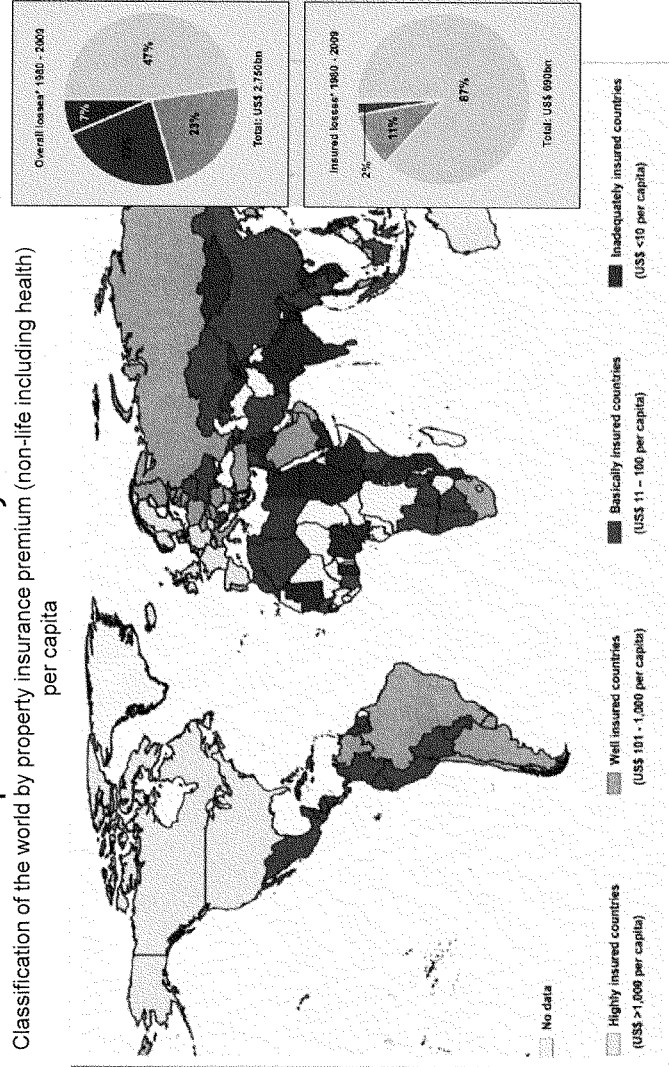 Classification of the world by property insurance premium (non-life including health)
per capita
Overall losses* 1980 - 2009
7%
47%
23%
Total: US$ 2,750bn
Insured losses* 1980 - 2009
2%
11%
87%
Total: US$ 690bn
No data
Highly insured countries
(US$ >1,000 per capita)
Well insured countries
(US$ 101 - 1,000 per capita)
Basically insured countries
(US$ 11 – 100 per capita)
Inadequately insured countries
(US$ <10 per capita)